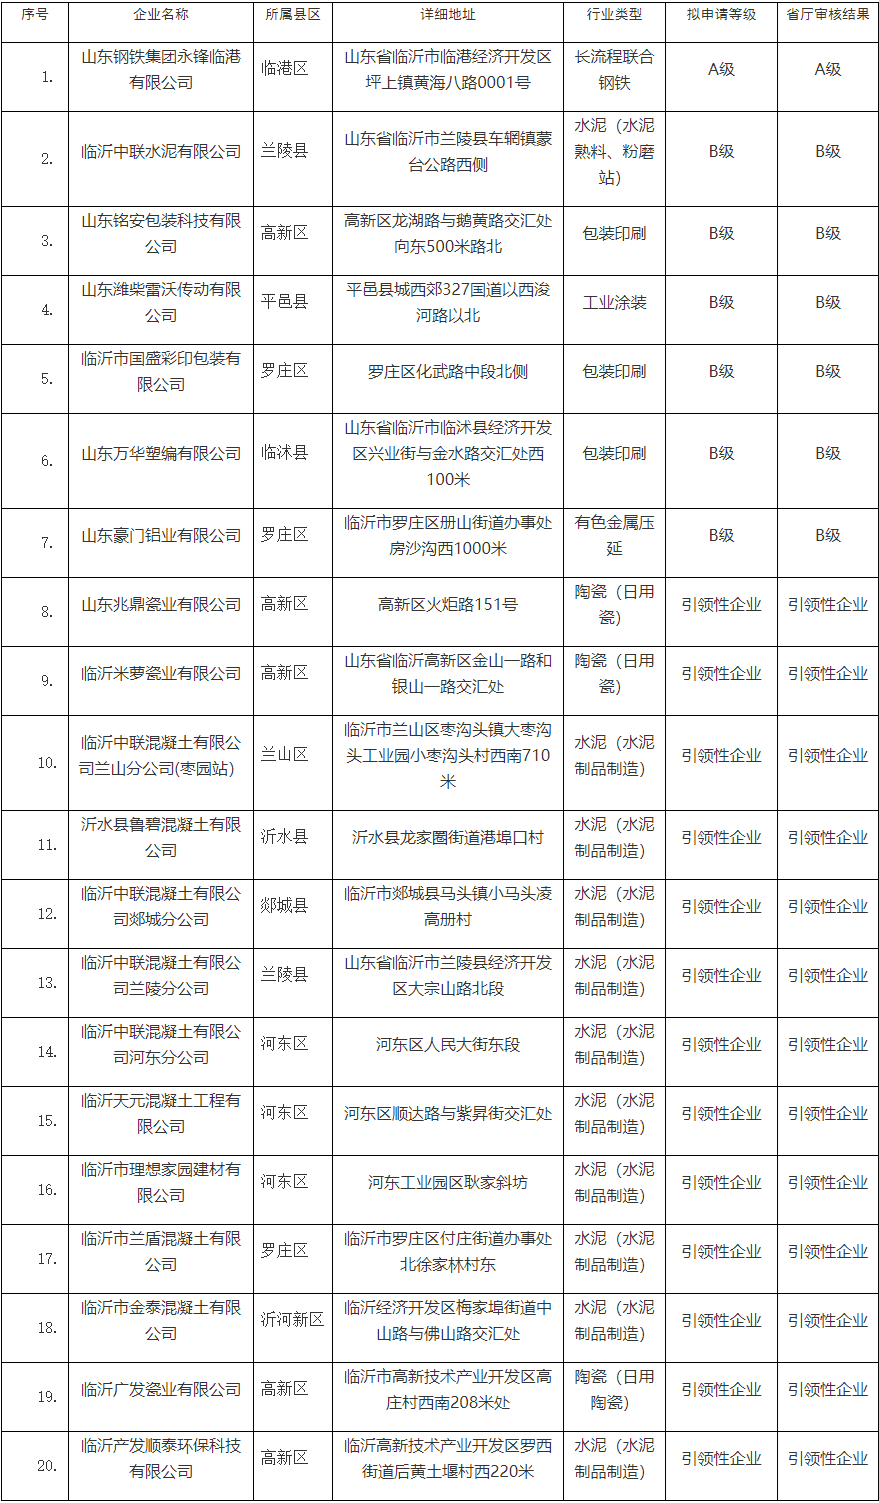 序号 企业名称 所属县区 详细地址 行业类型 拟申请等级 省厅审核结果
1. 山东钢铁集团永锋临港有限公司 临港区 山东省临沂市临港经济开发区坪上镇黄海八路0001号 长流程联合钢铁 A级 A级
2. 临沂中联水泥有限公司 兰陵县 山东省临沂市兰陵县车辋镇蒙台公路西侧 水泥（水泥熟料、粉磨站） B级 B级
3. 山东铭安包装科技有限公司 高新区 高新区龙湖路与鹅黄路交汇处向东500米路北 包装印刷 B级 B级
4. 山东潍柴雷沃传动有限公司 平邑县 平邑县城西郊327国道以西浚河路以北 工业涂装 B级 B级
5. 临沂市国盛彩印包装有限公司 罗庄区 罗庄区化武路中段北侧 包装印刷 B级 B级
6. 山东万华塑编有限公司 临沭县 山东省临沂市临沭县经济开发区兴业街与金水路交汇处西100米 包装印刷 B级 B级
7. 山东豪门铝业有限公司 罗庄区 临沂市罗庄区册山街道办事处房沙沟西1000米 有色金属压延 B级 B级
8. 山东兆鼎瓷业有限公司 高新区 高新区火炬路151号 陶瓷（日用瓷） 引领性企业 引领性企业
9. 临沂米萝瓷业有限公司 高新区 山东省临沂高新区金山一路和银山一路交汇处 陶瓷（日用瓷） 引领性企业 引领性企业
10. 临沂中联混凝土有限公司兰山分公司(枣园站） 兰山区 临沂市兰山区枣沟头镇大枣沟头工业园小枣沟头村西南710米 水泥（水泥制品制造） 引领性企业 引领性企业
11. 沂水县鲁碧混凝土有限公司 沂水县 沂水县龙家圈街道港埠口村 水泥（水泥制品制造） 引领性企业 引领性企业
12. 临沂中联混凝土有限公司郯城分公司 郯城县 临沂市郯城县马头镇小马头凌高册村 水泥（水泥制品制造） 引领性企业 引领性企业
13. 临沂中联混凝土有限公司兰陵分公司 兰陵县 山东省临沂市兰陵县经济开发区大宗山路北段 水泥（水泥制品制造） 引领性企业 引领性企业
14. 临沂中联混凝土有限公司河东分公司 河东区 河东区人民大街东段 水泥（水泥制品制造） 引领性企业 引领性企业
15. 临沂天元混凝土工程有限公司 河东区 河东区顺达路与紫昇街交汇处 水泥（水泥制品制造） 引领性企业 引领性企业
16. 临沂市理想家园建材有限公司 河东区 河东工业园区耿家斜坊 水泥（水泥制品制造） 引领性企业 引领性企业
17. 临沂市兰盾混凝土有限公司 罗庄区 临沂市罗庄区付庄街道办事处北徐家林村东 水泥（水泥制品制造） 引领性企业 引领性企业
18. 临沂市金泰混凝土有限公司 沂河新区 临沂经济开发区梅家埠街道中山路与佛山路交汇处 水泥（水泥制品制造） 引领性企业 引领性企业
19. 临沂广发瓷业有限公司 高新区 临沂市高新技术产业开发区高庄村西南208米处 陶瓷（日用陶瓷） 引领性企业 引领性企业
20. 临沂产发顺泰环保科技有限公司 高新区 临沂高新技术产业开发区罗西街道后黄土堰村西220米 水泥（水泥制品制造） 引领性企业 引领性企业